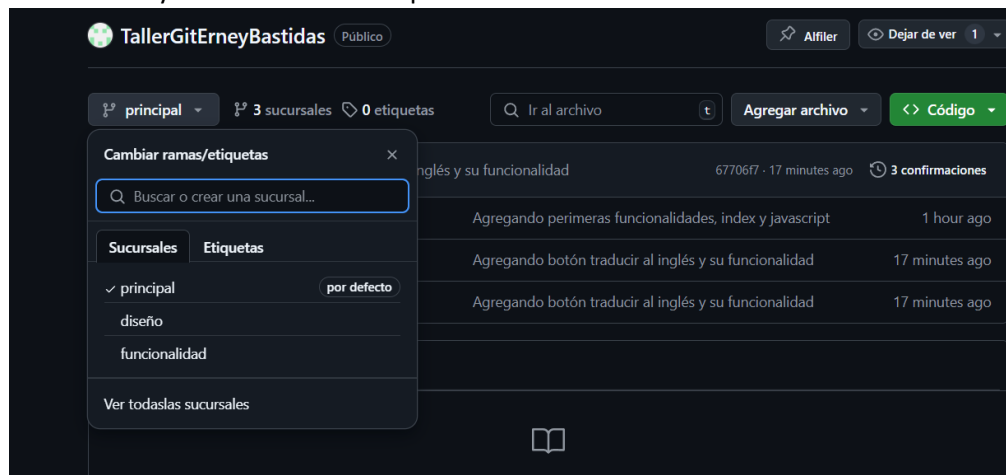 TallerGitErneyBastidas Público Alfiler Dejar de ver 1
principal 3 sucursales 0 etiquetas Ir al archivo t Agregar archivo <> Código
Cambiar ramas/etiquetas ×
nglés y su funcionalidad 67706f7 · 17 minutes ago 3 confirmaciones
Buscar o crear una sucursal...
Agregando perimeras funcionalidades, index y javascript 1 hour ago
Sucursales Etiquetas
Agregando botón traducir al inglés y su funcionalidad 17 minutes ago
principal por defecto
Agregando botón traducir al inglés y su funcionalidad 17 minutes ago
diseño
funcionalidad
Ver todaslas sucursales